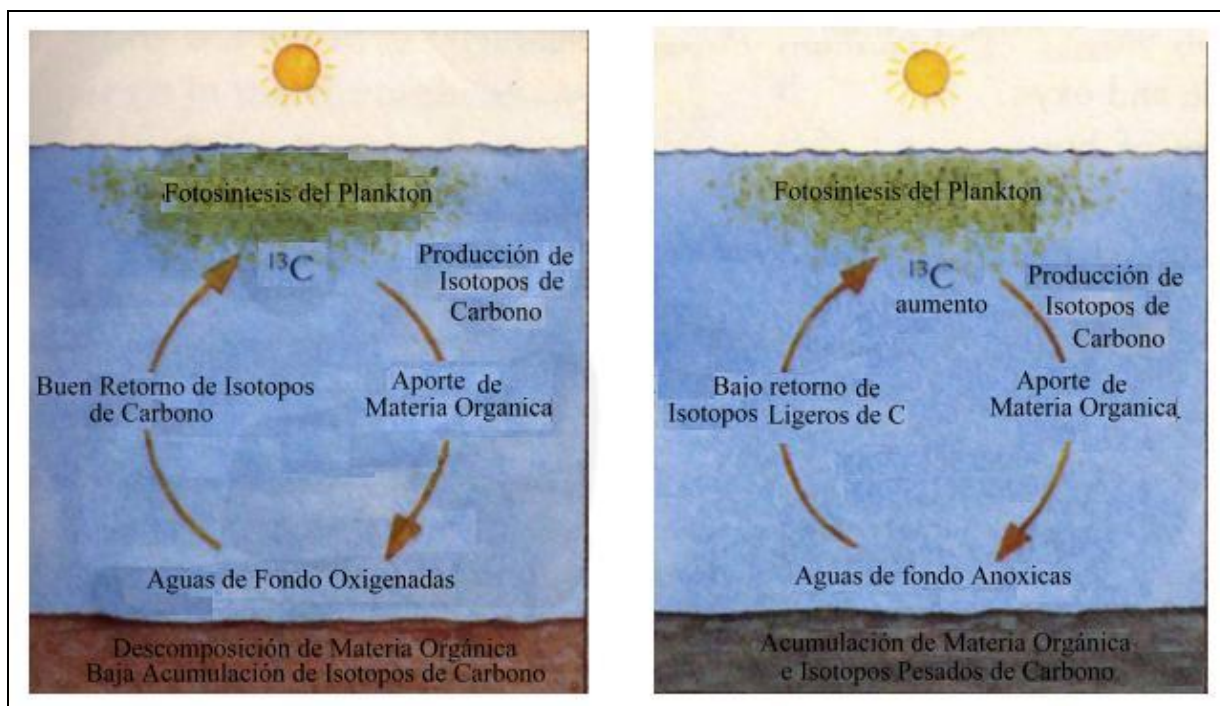 Fotosintesis del Plankton
¹³C
Producción de
Isotopos de
Carbono
Buen Retorno de Isotopos
de Carbono
Aporte de
Materia Organica
Aguas de Fondo Oxigenadas
Descomposición de Materia Orgánica
Baja Acumulación de Isotopos de Carbono
Fotosintesis del Plankton
¹³C
aumento
Producción de
Isotopos de
Carbono
Bajo retorno de
Isotopos Ligeros de C
Aporte de
Materia Organica
Aguas de fondo Anoxicas
Acumulación de Materia Orgánica
e Isotopos Pesados de Carbono